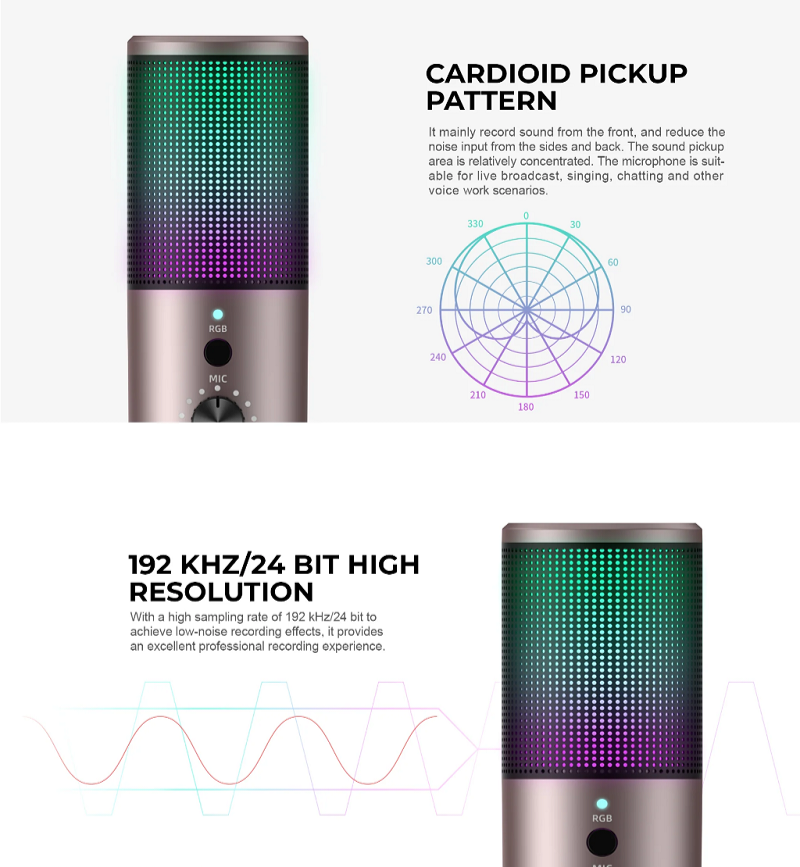 CARDIOID PICKUP
PATTERN
It mainly record sound from the front, and reduce the
noise input from the sides and back. The sound pickup
area is relatively concentrated. The microphone is suit-
able for live broadcast, singing, chatting and other
voice work scenarios.
0
330
30
300
60
270
90
240
120
210
150
180
RGB
MIC
192 KHZ/24 BIT HIGH
RESOLUTION
With a high sampling rate of 192 kHz/24 bit to
achieve low-noise recording effects, it provides
an excellent professional recording experience.
RGB
MIC